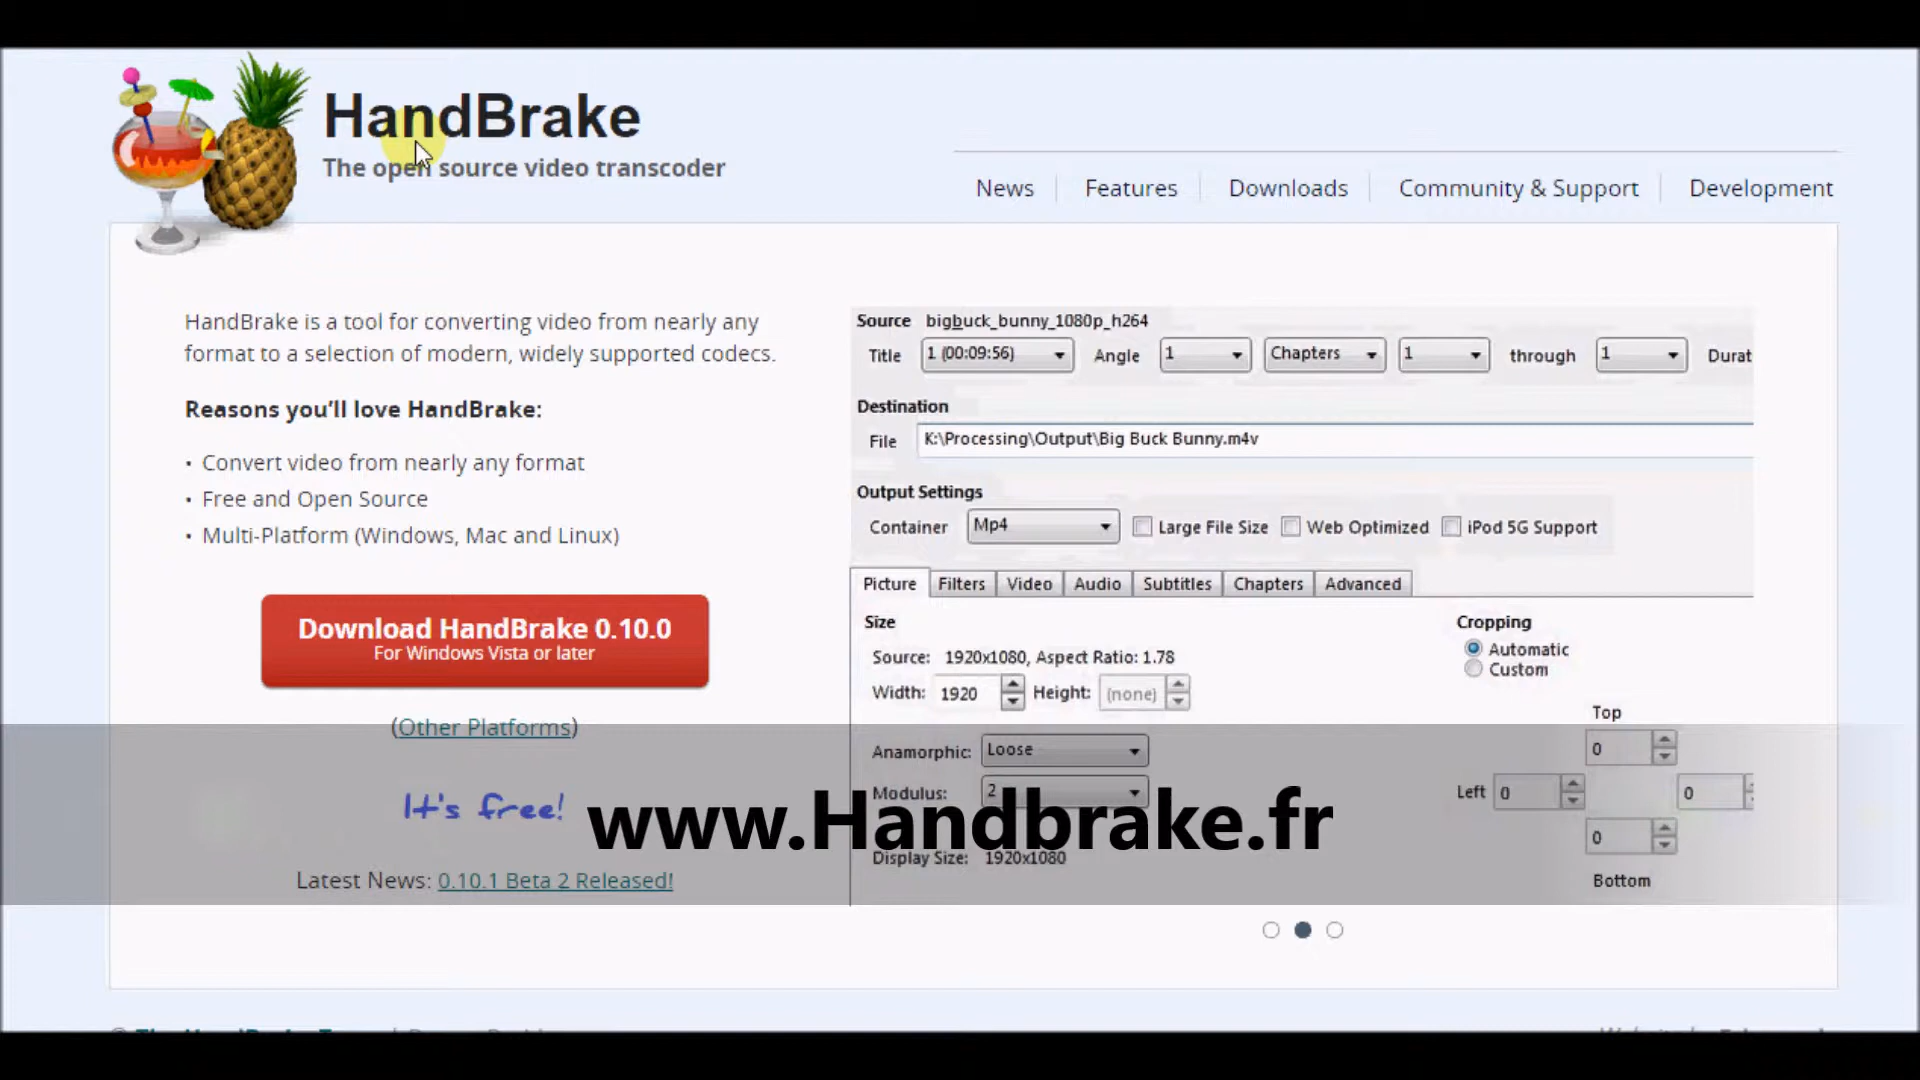 HandBrake
The open source video transcoder
News
Features
Downloads
Community & Support
Development
HandBrake is a tool for converting video from nearly any
format to a selection of modern, widely supported codecs.
Reasons you'll love HandBrake:
• Convert video from nearly any format
• Free and Open Source
• Multi-Platform (Windows, Mac and Linux)
Download HandBrake 0.10.0
For Windows Vista or later
(Other Platforms)
It's free!
Latest News: 0.10.1 Beta 2 Released!
Source bigbuck_bunny_1080p_h264
Title 1 (00:09:56) Angle 1 Chapters 1 through 1 Durat
Destination
File K:\Processing\Output\Big Buck Bunny.m4v
Output Settings
Container Mp4 Large File Size Web Optimized iPod 5G Support
Picture Filters Video Audio Subtitles Chapters Advanced
Size
Source: 1920x1080, Aspect Ratio: 1.78
Width: 1920 Height: (none)
Anamorphic: Loose
Modulus: 2
Display Size: 1920x1080
Cropping
Automatic
Custom
Top
0
Left 0 0
0
Bottom
www.Handbrake.fr